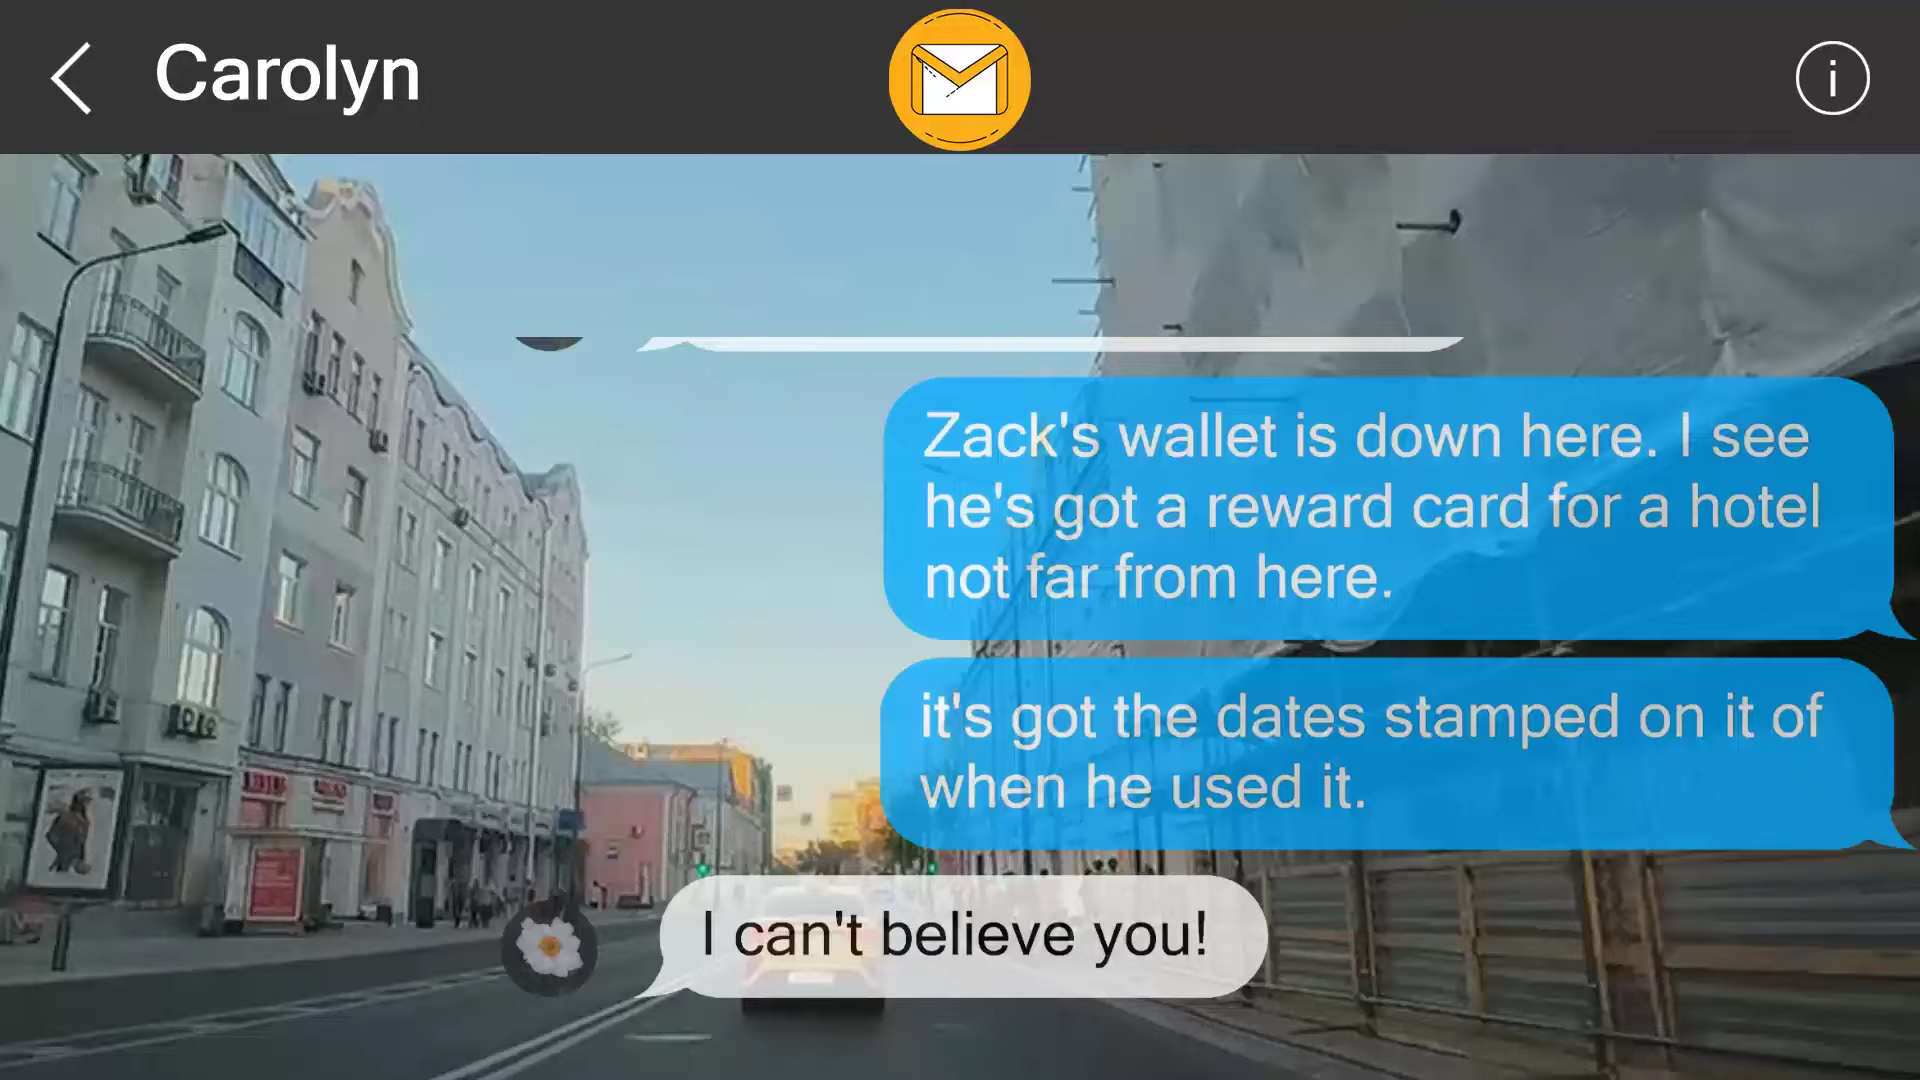 Carolyn
Zack's wallet is down here. I see
he's got a reward card for a hotel
not far from here.
it's got the dates stamped on it of
when he used it.
I can't believe you!